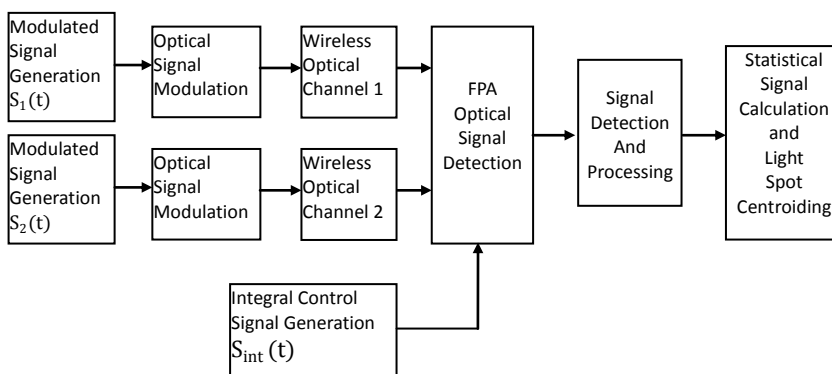 Modulated
Signal
Generation
S₁(t)
Optical
Signal
Modulation
Wireless
Optical
Channel 1
FPA
Optical
Signal
Detection
Signal
Detection
And
Processing
Statistical
Signal
Calculation
and
Light
Spot
Centroiding
Modulated
Signal
Generation
S₂(t)
Optical
Signal
Modulation
Wireless
Optical
Channel 2
Integral Control
Signal Generation
Sᵢₙₜ (t)